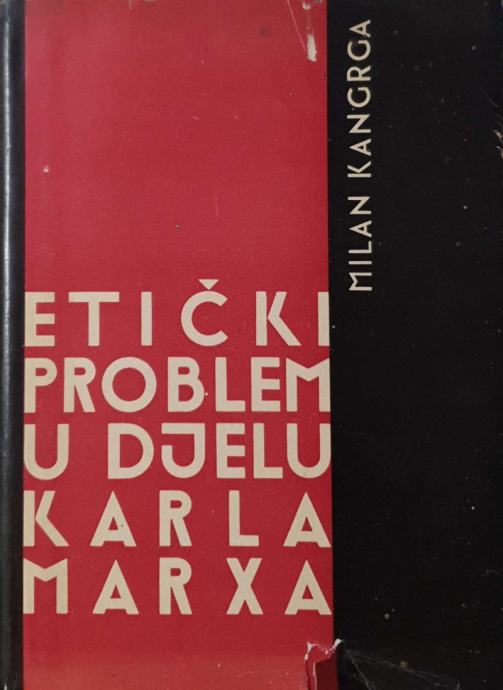 MILAN KANGRGA
ETIČKI
PROBLEM
U DJELU
KARLA
MARXA